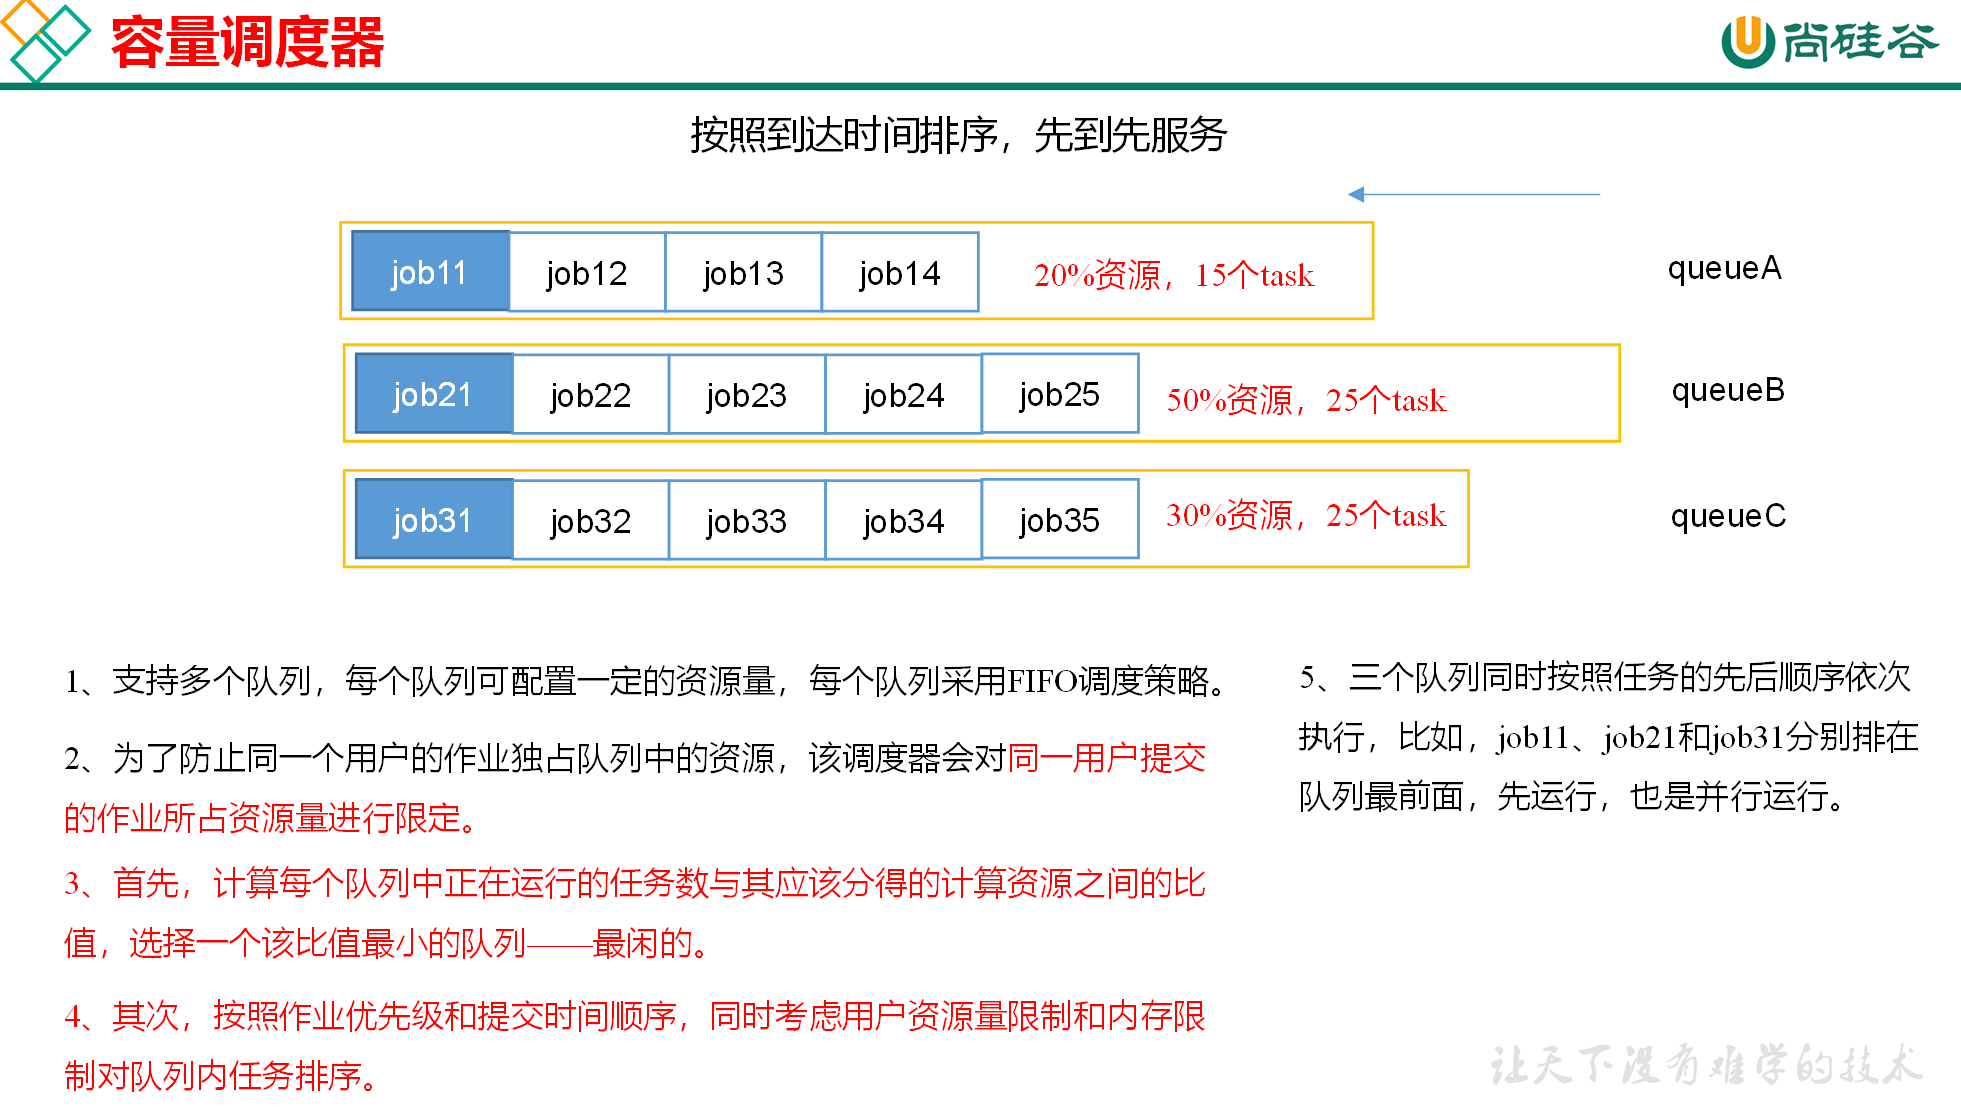 容量调度器
尚硅谷
按照到达时间排序，先到先服务
job11 job12 job13 job14 20%资源，15个task queueA
job21 job22 job23 job24 job25 50%资源，25个task queueB
job31 job32 job33 job34 job35 30%资源，25个task queueC
1、支持多个队列，每个队列可配置一定的资源量，每个队列采用FIFO调度策略。
2、为了防止同一个用户的作业独占队列中的资源，该调度器会对同一用户提交
的作业所占资源量进行限定。
3、首先，计算每个队列中正在运行的任务数与其应该分得的计算资源之间的比
值，选择一个该比值最小的队列——最闲的。
4、其次，按照作业优先级和提交时间顺序，同时考虑用户资源量限制和内存限
制对队列内任务排序。
5、三个队列同时按照任务的先后顺序依次
执行，比如，job11、job21和job31分别排在
队列最前面，先运行，也是并行运行。
让天下没有难学的技术